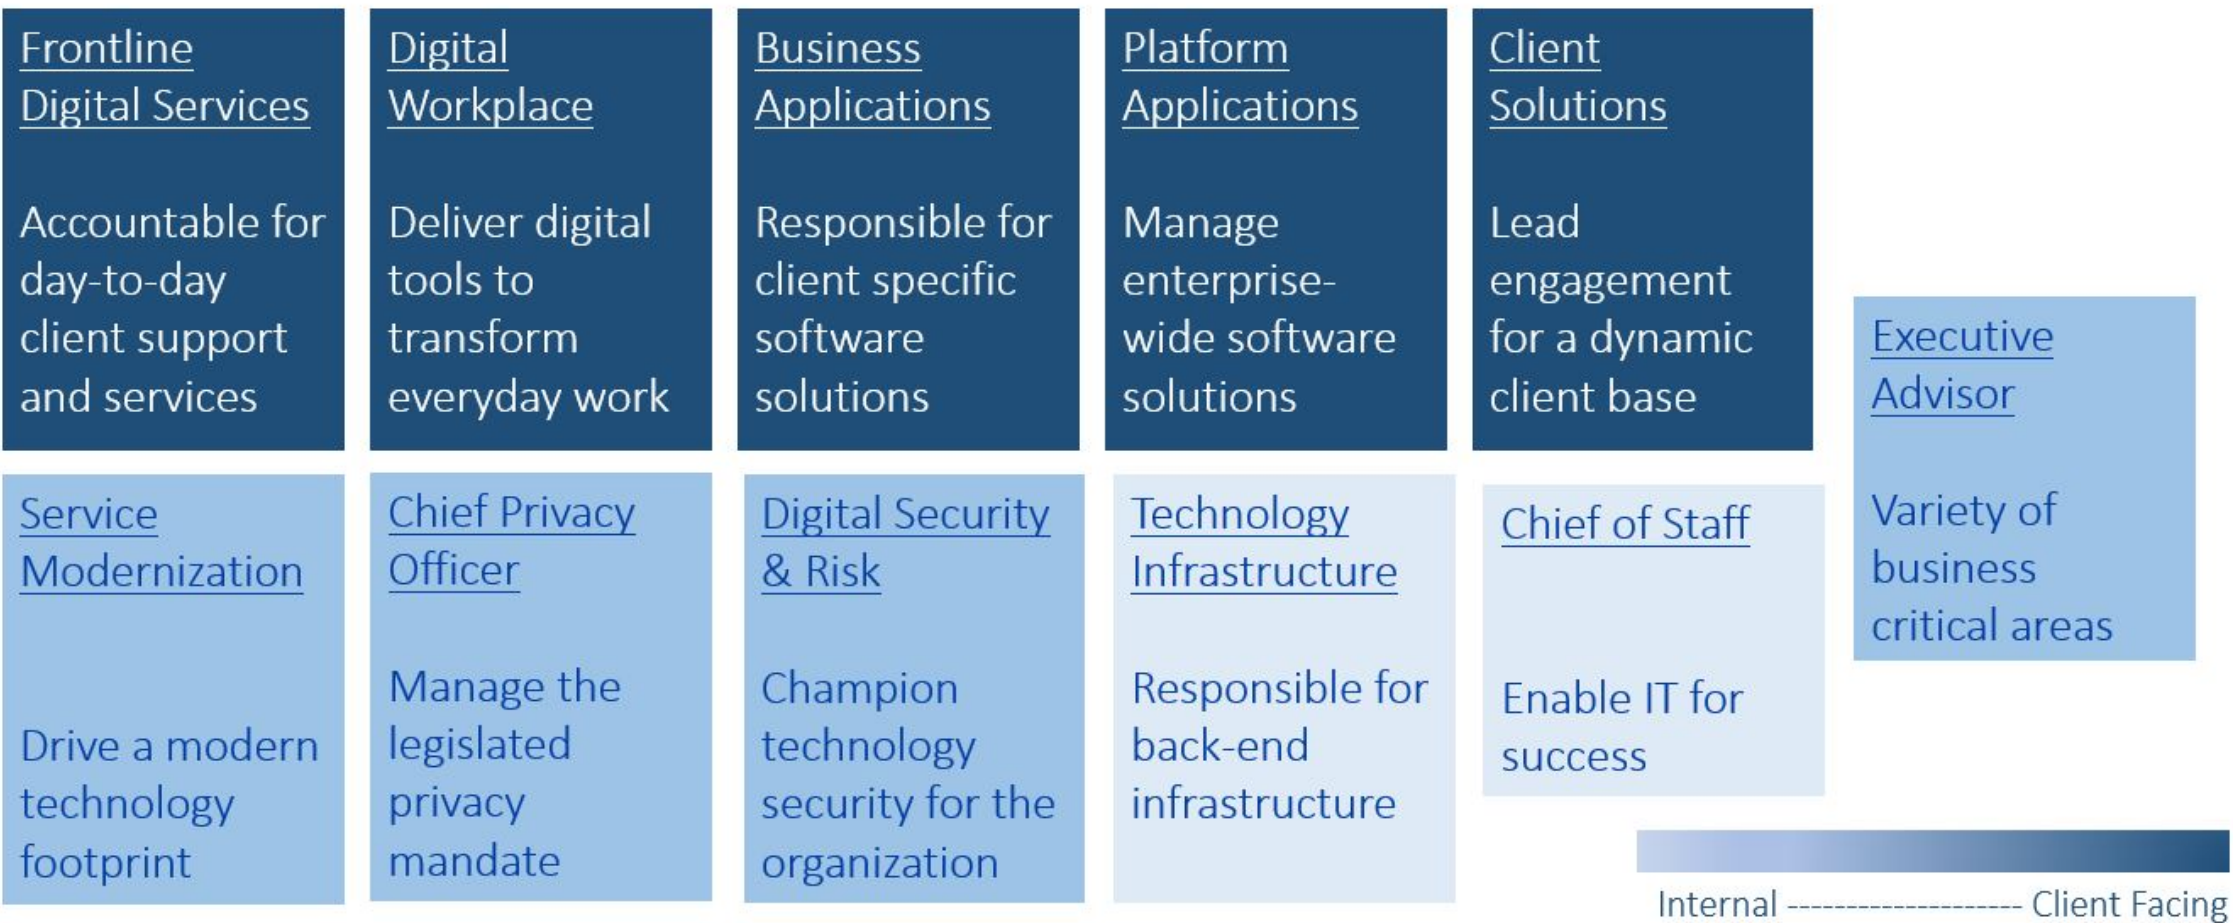 Frontline
Digital Services
Accountable for
day-to-day
client support
and services
Digital
Workplace
Deliver digital
tools to
transform
everyday work
Business
Applications
Responsible for
client specific
software
solutions
Platform
Applications
Manage
enterprise-
wide software
solutions
Client
Solutions
Lead
engagement
for a dynamic
client base
Executive
Advisor
Variety of
business
critical areas
Service
Modernization
Drive a modern
technology
footprint
Chief Privacy
Officer
Manage the
legislated
privacy
mandate
Digital Security
& Risk
Champion
technology
security for the
organization
Technology
Infrastructure
Responsible for
back-end
infrastructure
Chief of Staff
Enable IT for
success
Internal -------------------- Client Facing